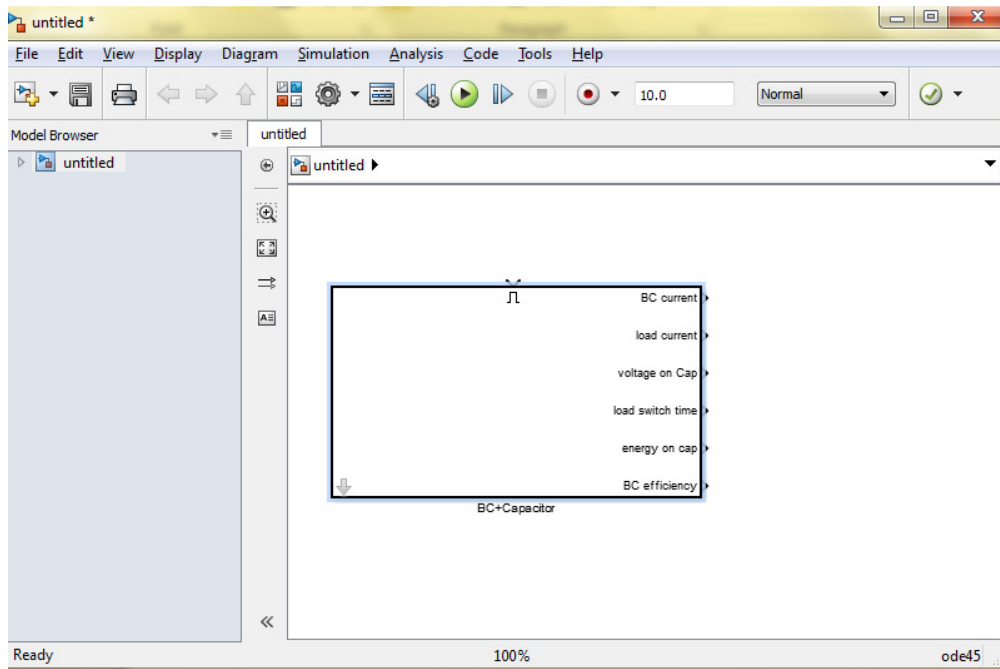 untitled *
File Edit View Display Diagram Simulation Analysis Code Tools Help
10.0 Normal
Model Browser
untitled
untitled
untitled
BC current
load current
voltage on Cap
load switch time
energy on cap
BC efficiency
BC+Capacitor
Ready 100% ode45